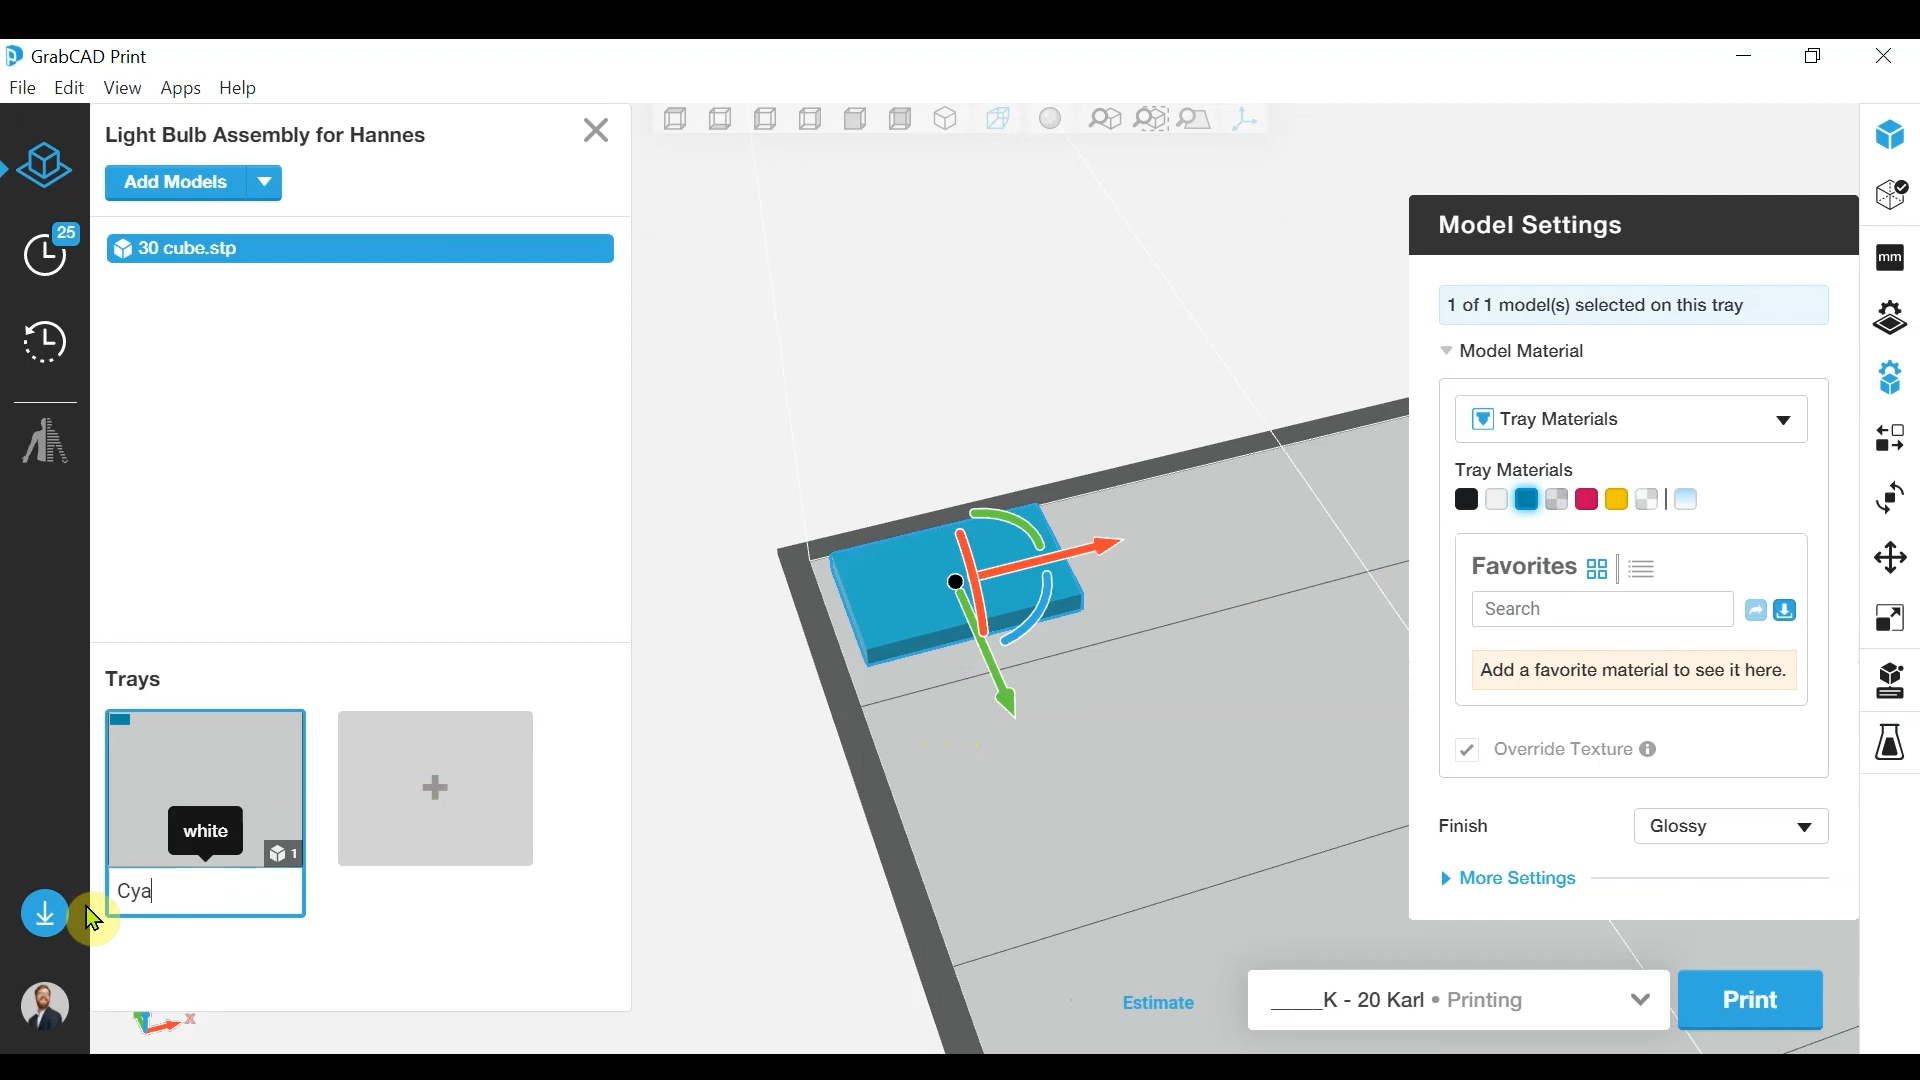 GrabCAD Print
File Edit View Apps Help
Light Bulb Assembly for Hannes
Add Models
30 cube.stp
25
Trays
white
1
Cya
X
Model Settings
1 of 1 model(s) selected on this tray
Model Material
Tray Materials
Tray Materials
Favorites
Search
Add a favorite material to see it here.
Override Texture
Finish Glossy
More Settings
Estimate
_____K - 20 Karl • Printing
Print
mm